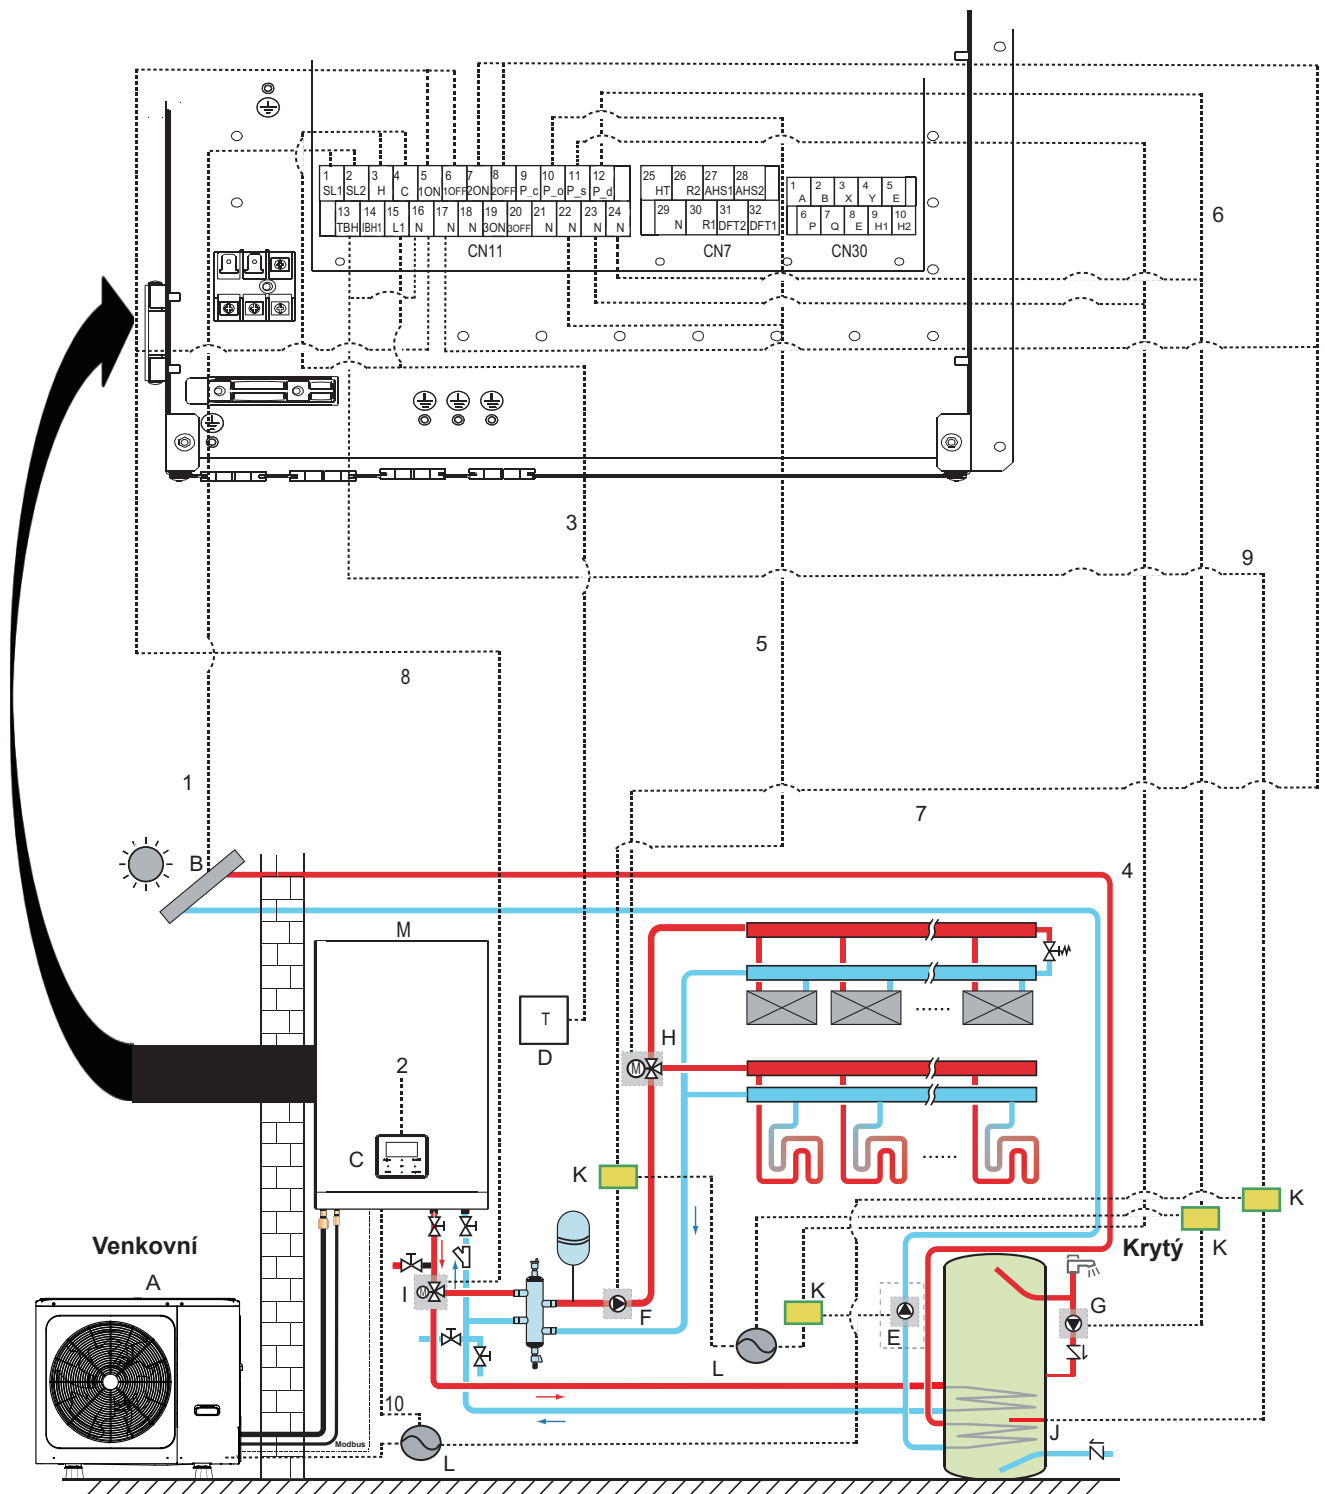 1 2 3 4 5 6 7 8 9 10 11 12
SL1 SL2 H C 1ON 1OFF 2ON 2OFF P_c P_o P_s P_d
13 14 15 16 17 18 19 20 21 22 23 24
TBH IBH1 L1 N N N 3ON 3OFF N N N N
CN11
25 26 27 28
HT R2 AHS1 AHS2
29 30 31 32
N R1 DFT2 DFT1
CN7
1 2 3 4 5
A B X Y E
6 7 8 9 10
P Q E H1 H2
CN30
6
3
9
5
8
1
7
B
4
M
T
D
H
M
2
C
K
K
Venkovní
Krytý
K
A
I
M
K
F
E
G
L
10
J
Modbus
L